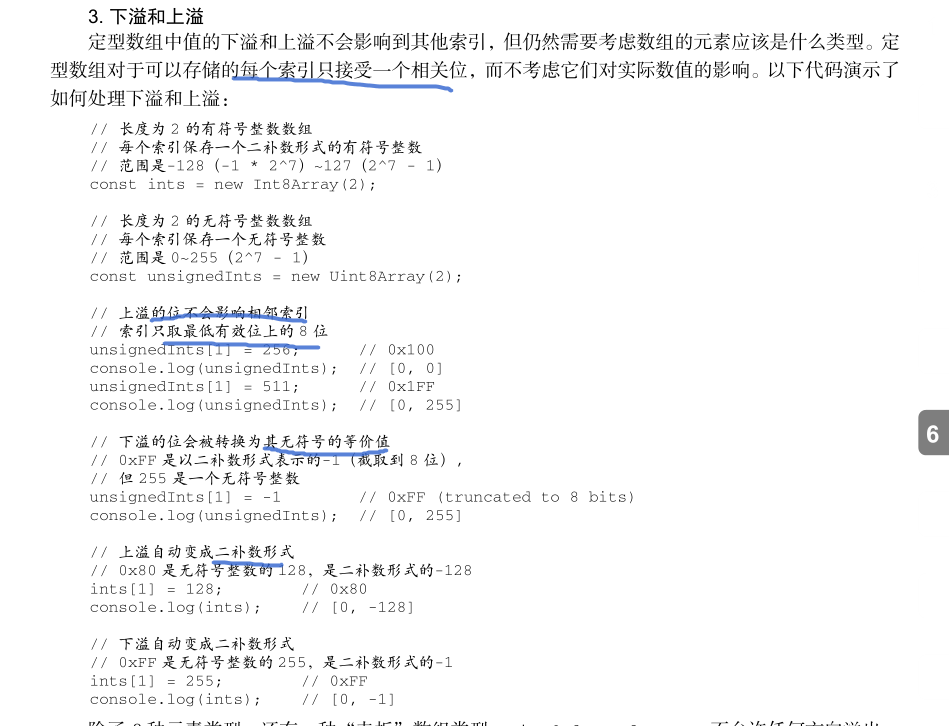 3. 下溢和上溢
定型数组中值的下溢和上溢不会影响到其他索引，但仍然需要考虑数组的元素应该是什么类型。定
型数组对于可以存储的每个索引只接受一个相关位，而不考虑它们对实际数值的影响。以下代码演示了
如何处理下溢和上溢：
// 长度为 2 的有符号整数数组
// 每个索引保存一个二补数形式的有符号整数
// 范围是-128 (-1 * 2^7) ~127 (2^7 - 1)
const ints = new Int8Array(2);
// 长度为 2 的无符号整数数组
// 每个索引保存一个无符号整数
// 范围是 0~255 (2^7 - 1)
const unsignedInts = new Uint8Array(2);
// 上溢的位不会影响相邻索引
// 索引只取最低有效位上的 8 位
unsignedInts[1] = 256; // 0x100
console.log(unsignedInts); // [0, 0]
unsignedInts[1] = 511; // 0x1FF
console.log(unsignedInts); // [0, 255]
6
// 下溢的位会被转换为其无符号的等价值
// 0xFF 是以二补数形式表示的-1（截取到 8 位），
// 但 255 是一个无符号整数
unsignedInts[1] = -1 // 0xFF (truncated to 8 bits)
console.log(unsignedInts); // [0, 255]
// 上溢自动变成二补数形式
// 0x80 是无符号整数的 128，是二补数形式的-128
ints[1] = 128; // 0x80
console.log(ints); // [0, -128]
// 下溢自动变成二补数形式
// 0xFF 是无符号整数的 255，是二补数形式的-1
ints[1] = 255; // 0xFF
console.log(ints); // [0, -1]